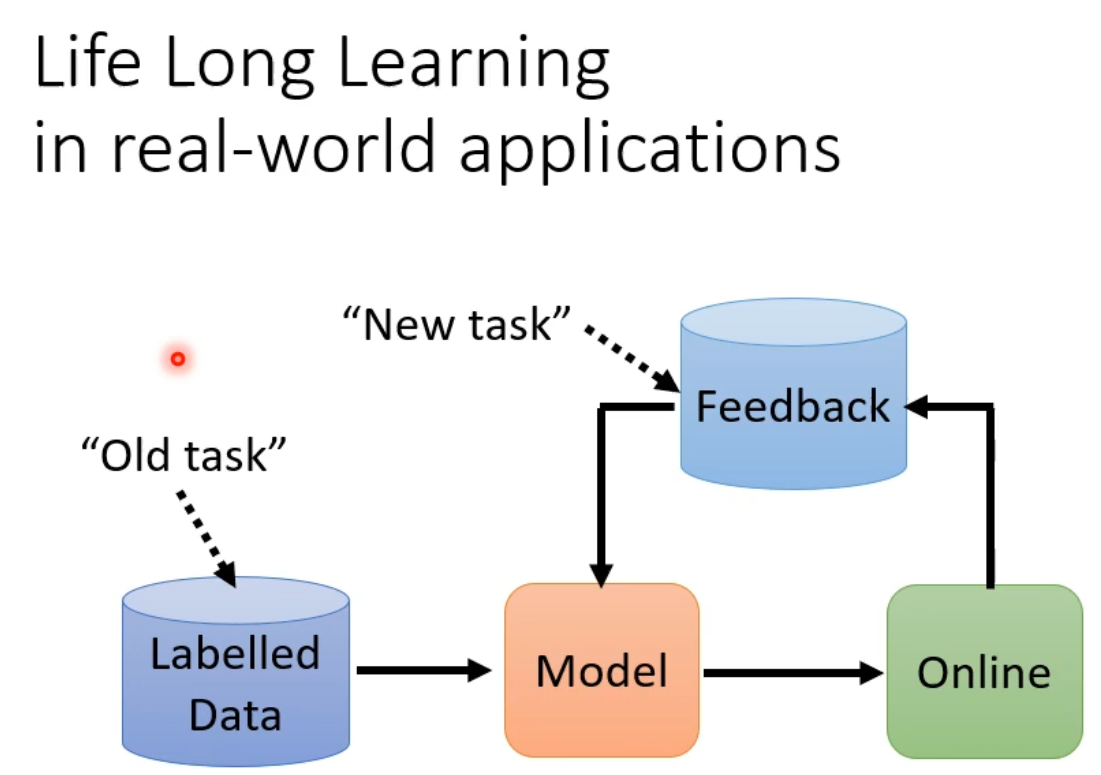 Life Long Learning
in real-world applications
“New task”
Feedback
“Old task”
Labelled
Data
Model
Online